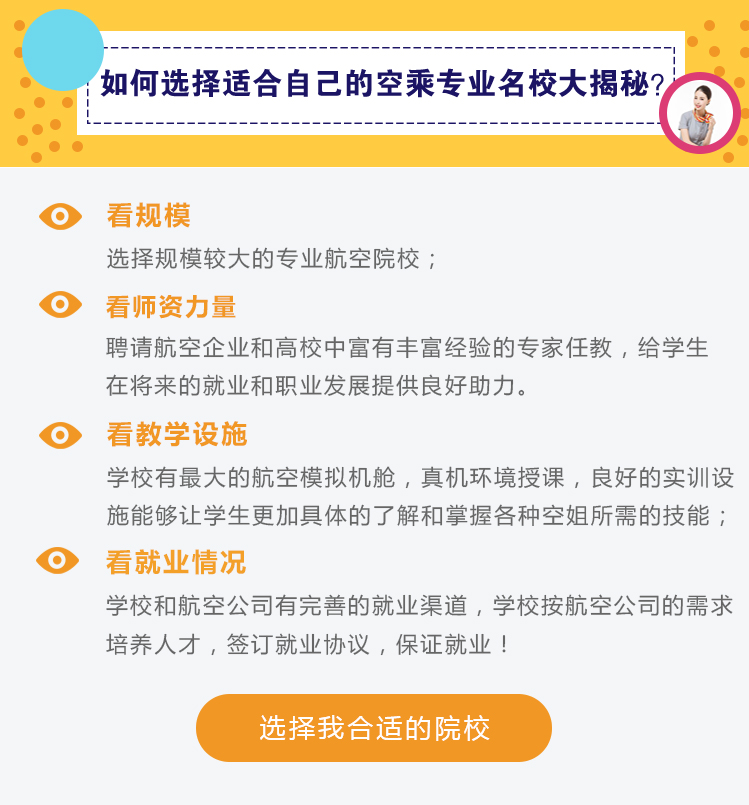 如何选择适合自己的空乘专业名校大揭秘?
看规模
选择规模较大的专业航空院校；
看师资力量
聘请航空企业和高校中富有丰富经验的专家任教，给学生
在将来的就业和职业发展提供良好助力。
看教学设施
学校有最大的航空模拟机舱，真机环境授课，良好的实训设
施能够让学生更加具体的了解和掌握各种空姐所需的技能；
看就业情况
学校和航空公司有完善的就业渠道，学校按航空公司的需求
培养人才，签订就业协议，保证就业！
选择我合适的院校